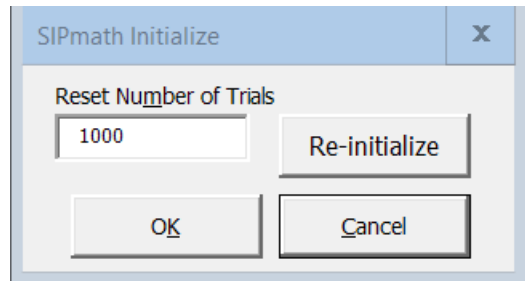 SIPmath Initialize x
Reset Number of Trials
1000
Re-initialize
OK Cancel